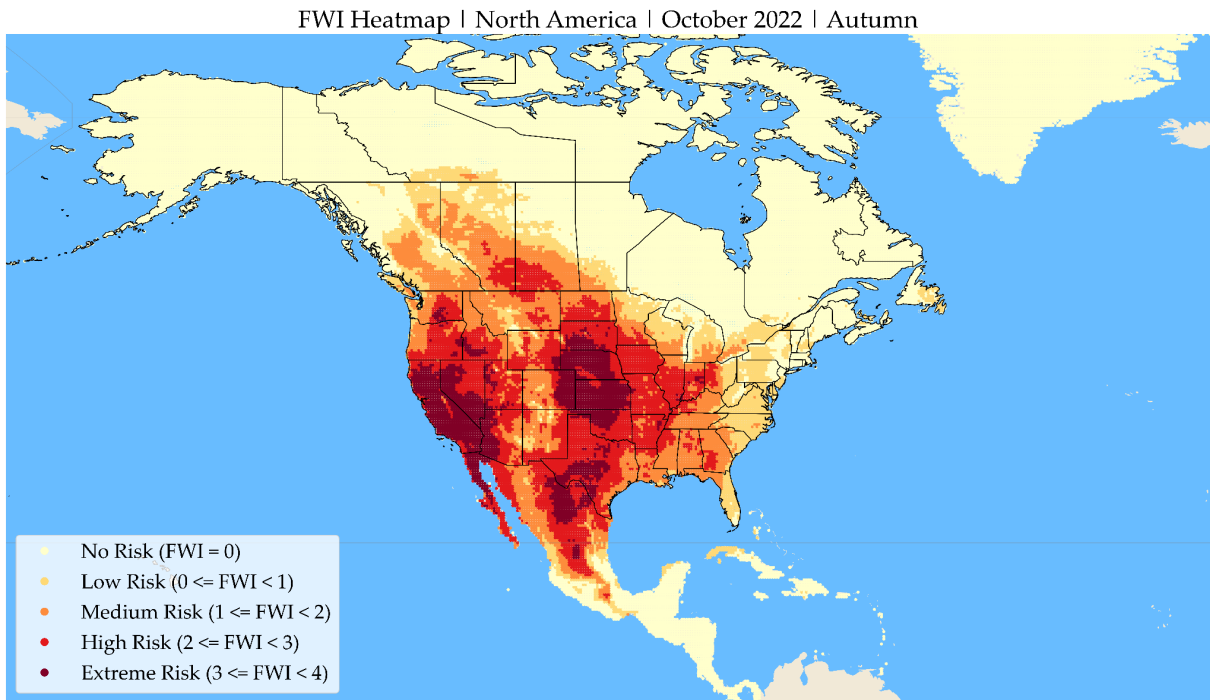 FWI Heatmap | North America | October 2022 | Autumn
No Risk (FWI = 0)
Low Risk (0 <= FWI < 1)
Medium Risk (1 <= FWI < 2)
High Risk (2 <= FWI < 3)
Extreme Risk (3 <= FWI < 4)